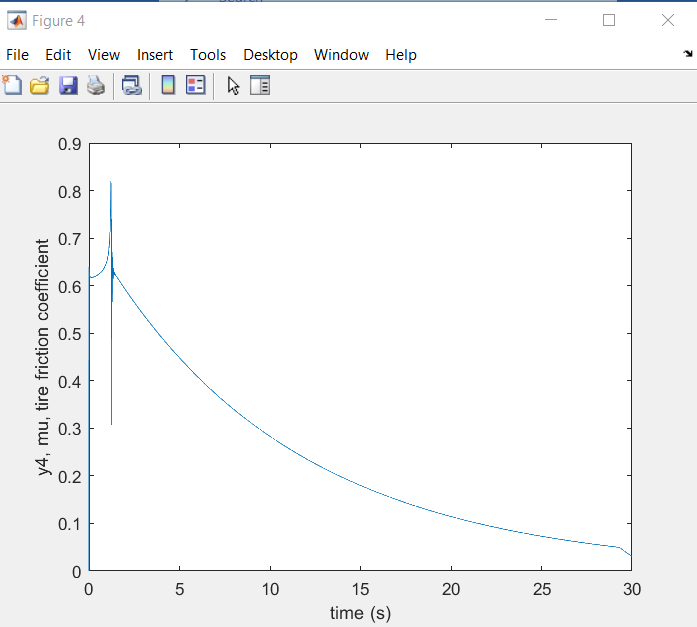 Figure 4
File Edit View Insert Tools Desktop Window Help
0.9
0.8
0.7
0.6
0.5
0.4
0.3
0.2
0.1
0
y4, mu, tire friction coefficient
0 5 10 15 20 25 30
time (s)